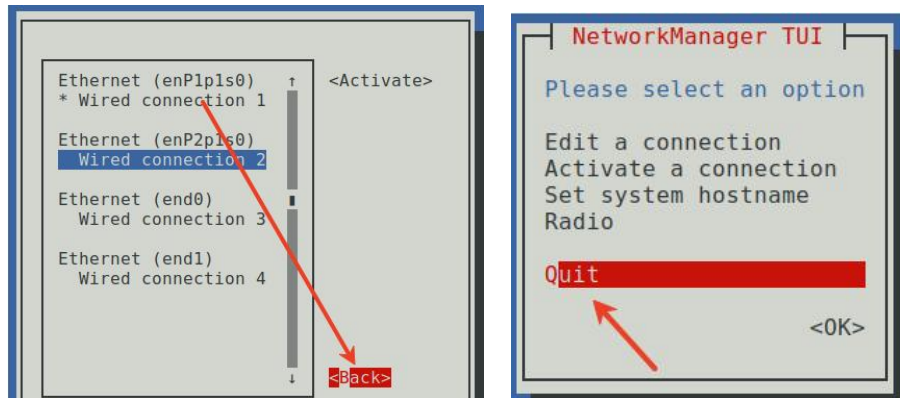 Ethernet (enP1p1s0)
* Wired connection 1
Ethernet (enP2p1s0)
Wired connection 2
Ethernet (end0)
Wired connection 3
Ethernet (end1)
Wired connection 4
<Activate>
<Back>
NetworkManager TUI
Please select an option
Edit a connection
Activate a connection
Set system hostname
Radio
Quit
<OK>